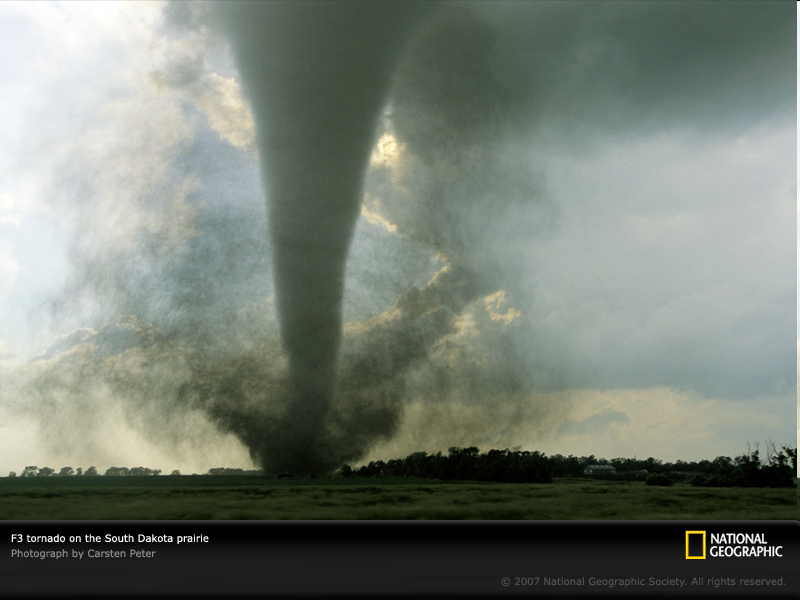 F3 tornado on the South Dakota prairie
Photograph by Carsten Peter
NATIONAL
GEOGRAPHIC
© 2007 National Geographic Society. All rights reserved.